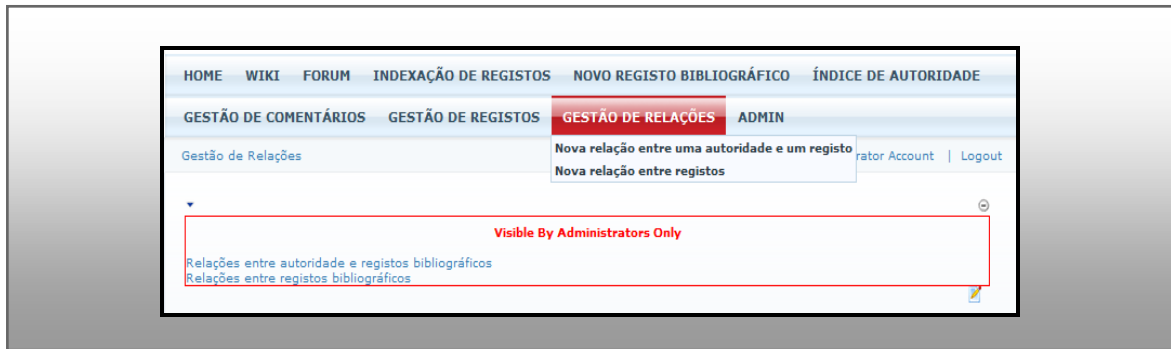 HOME WIKI FORUM INDEXAÇÃO DE REGISTOS NOVO REGISTO BIBLIOGRÁFICO ÍNDICE DE AUTORIDADE
GESTÃO DE COMENTÁRIOS GESTÃO DE REGISTOS GESTÃO DE RELAÇÕES ADMIN
Nova relação entre uma autoridade e um registo
Nova relação entre registos
Gestão de Relações
Account | Logout
Visible By Administrators Only
Relações entre autoridade e registos bibliográficos
Relações entre registos bibliográficos